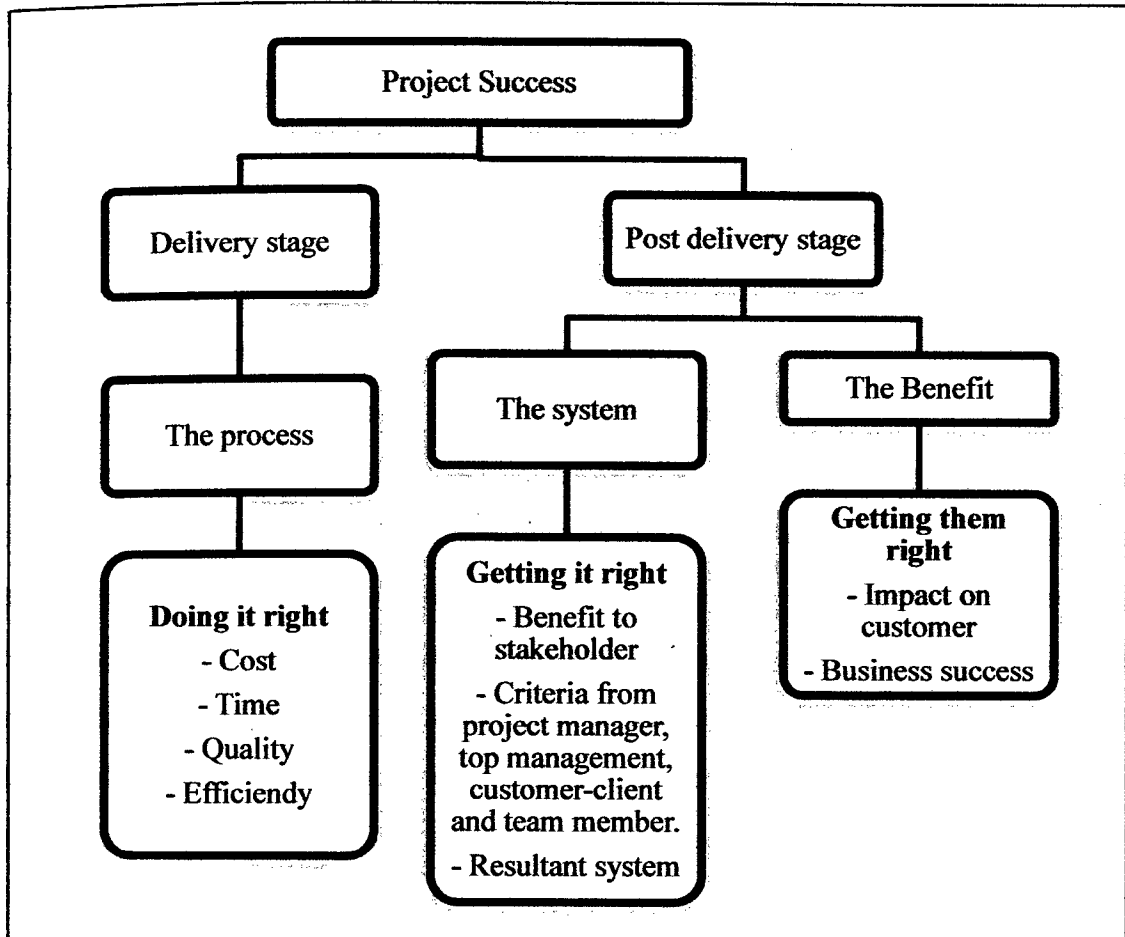 Project Success
Delivery stage
Post delivery stage
The process
The system
The Benefit
Doing it right
- Cost
- Time
- Quality
- Efficiendy
Getting it right
- Benefit to
stakeholder
- Criteria from
project manager,
top management,
customer-client
and team member.
- Resultant system
Getting them
right
- Impact on
customer
- Business success